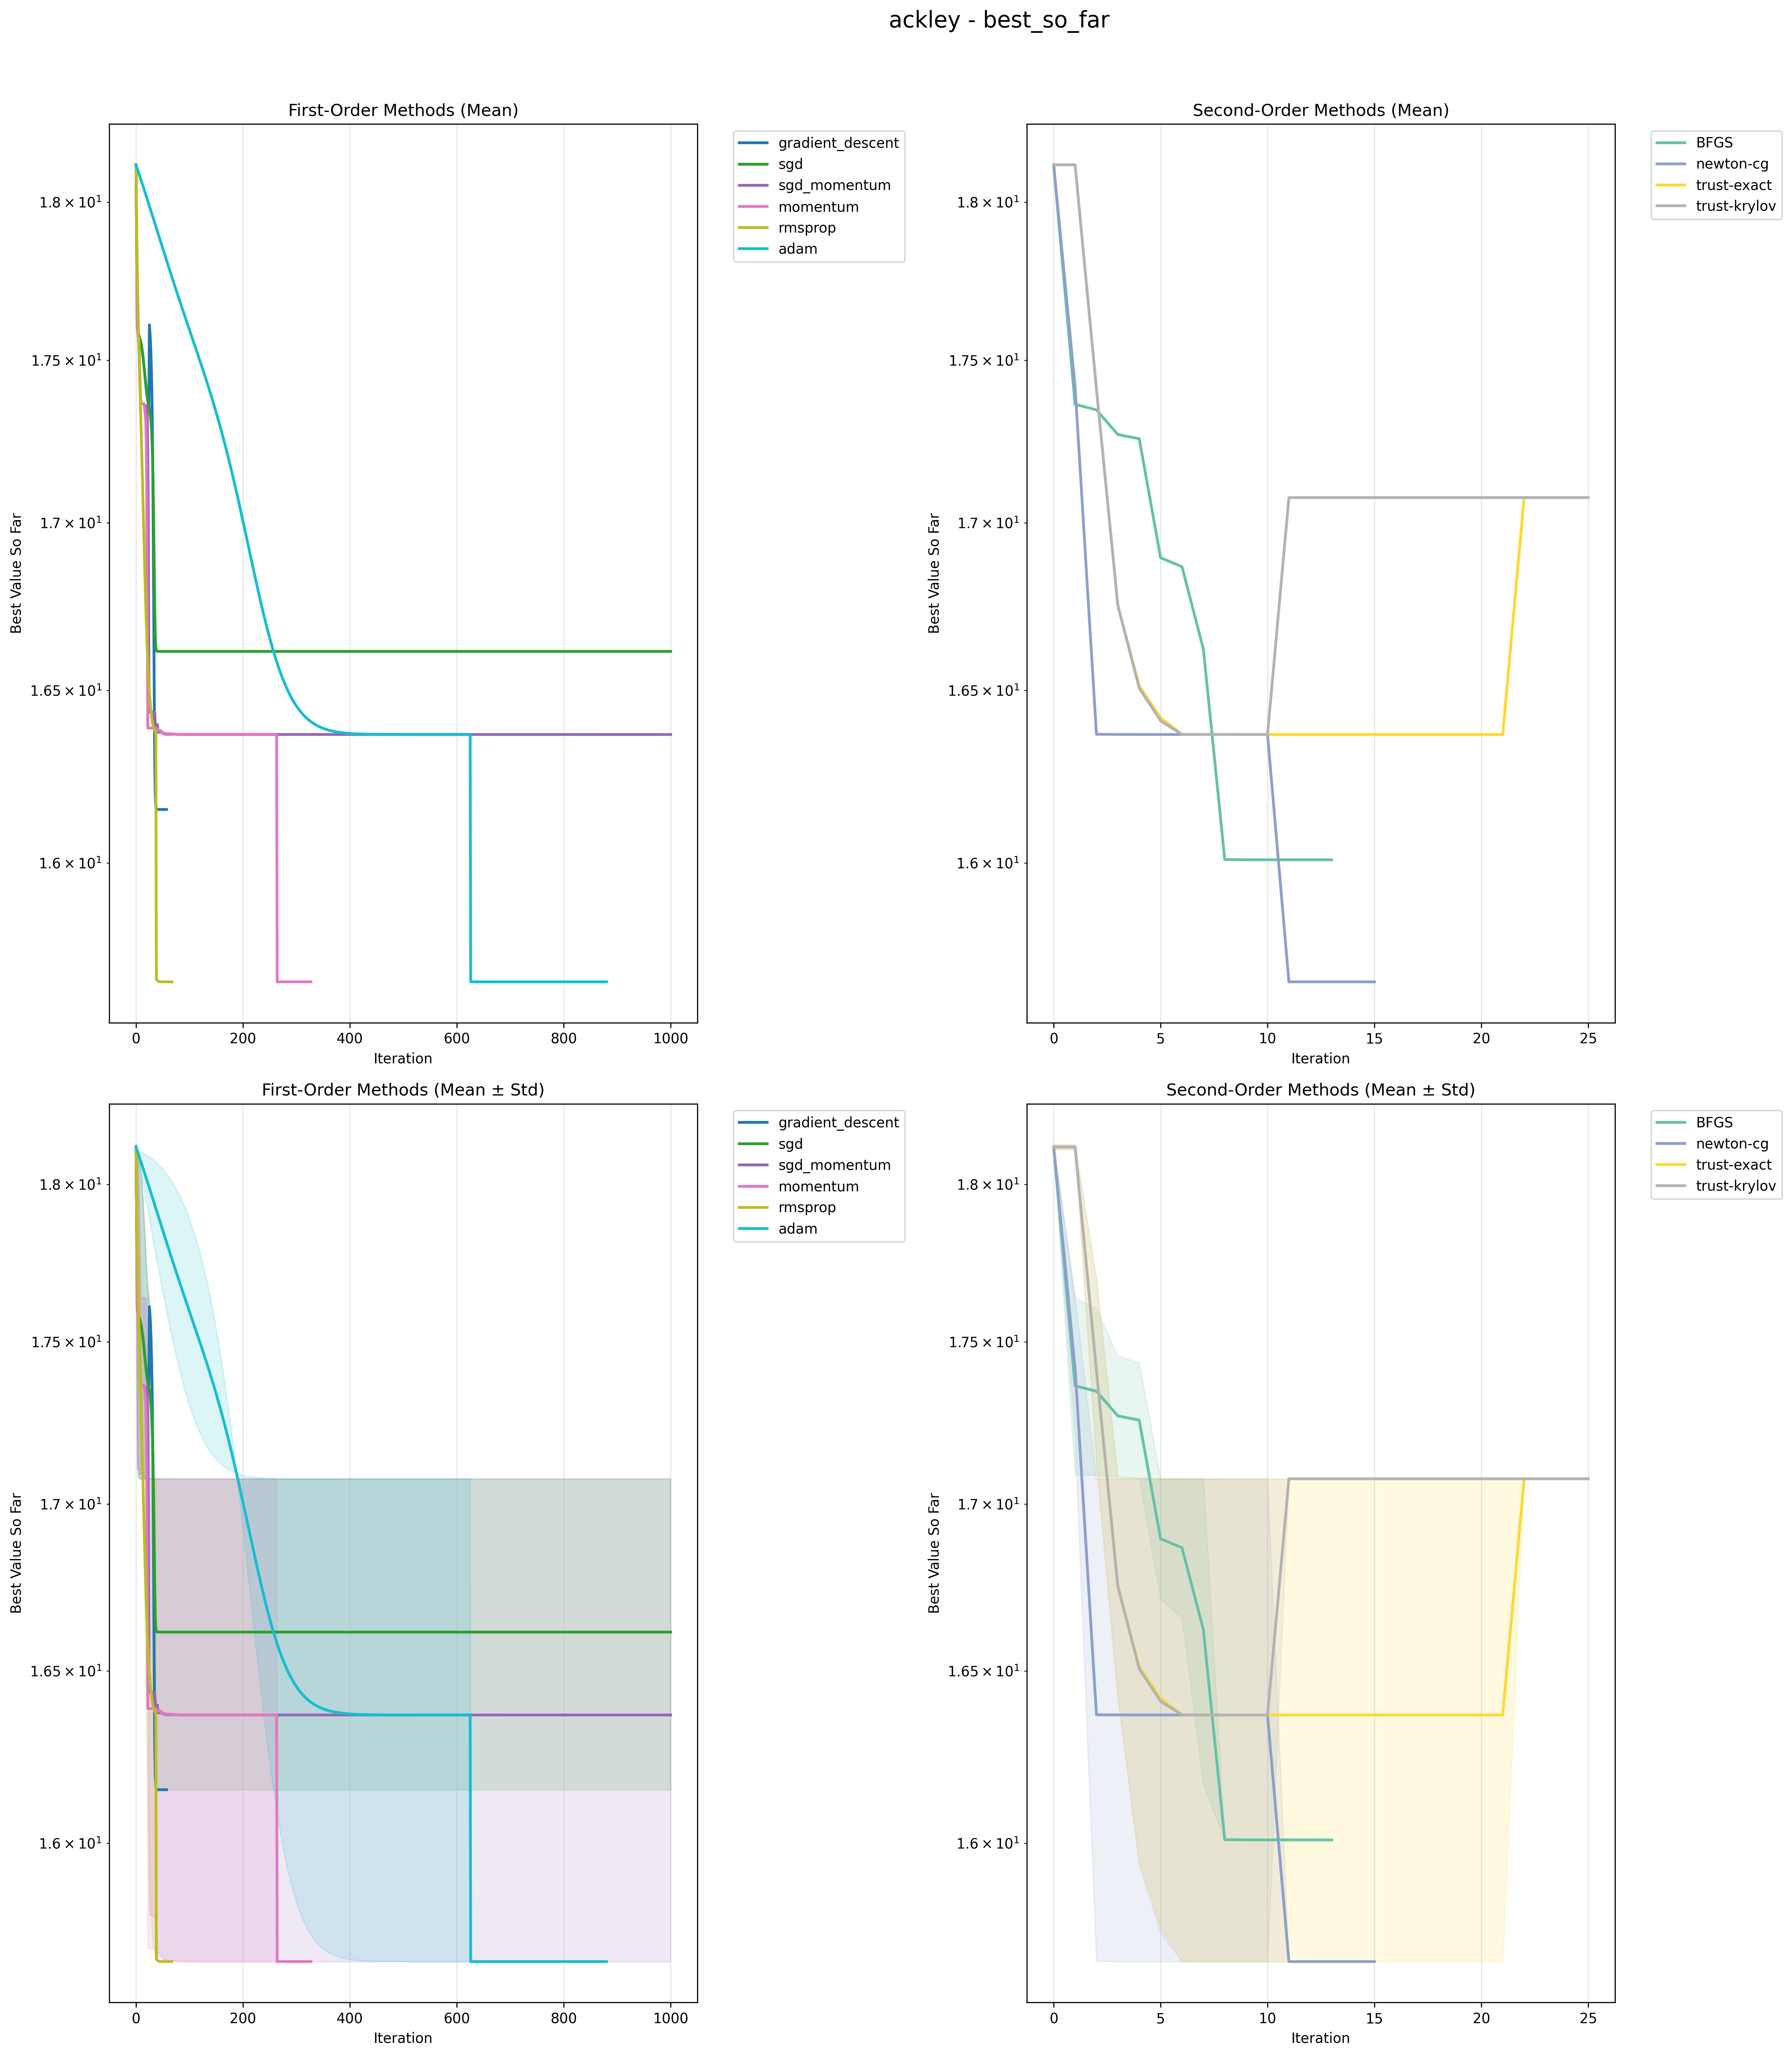 ackley - best_so_far
First-Order Methods (Mean)
Best Value So Far
1.8 × 10¹
1.75 × 10¹
1.7 × 10¹
1.65 × 10¹
1.6 × 10¹
0 200 400 600 800 1000
Iteration
gradient_descent
sgd
sgd_momentum
momentum
rmsprop
adam
Second-Order Methods (Mean)
Best Value So Far
1.8 × 10¹
1.75 × 10¹
1.7 × 10¹
1.65 × 10¹
1.6 × 10¹
0 5 10 15 20 25
Iteration
BFGS
newton-cg
trust-exact
trust-krylov
First-Order Methods (Mean ± Std)
Best Value So Far
1.8 × 10¹
1.75 × 10¹
1.7 × 10¹
1.65 × 10¹
1.6 × 10¹
0 200 400 600 800 1000
Iteration
gradient_descent
sgd
sgd_momentum
momentum
rmsprop
adam
Second-Order Methods (Mean ± Std)
Best Value So Far
1.8 × 10¹
1.75 × 10¹
1.7 × 10¹
1.65 × 10¹
1.6 × 10¹
0 5 10 15 20 25
Iteration
BFGS
newton-cg
trust-exact
trust-krylov